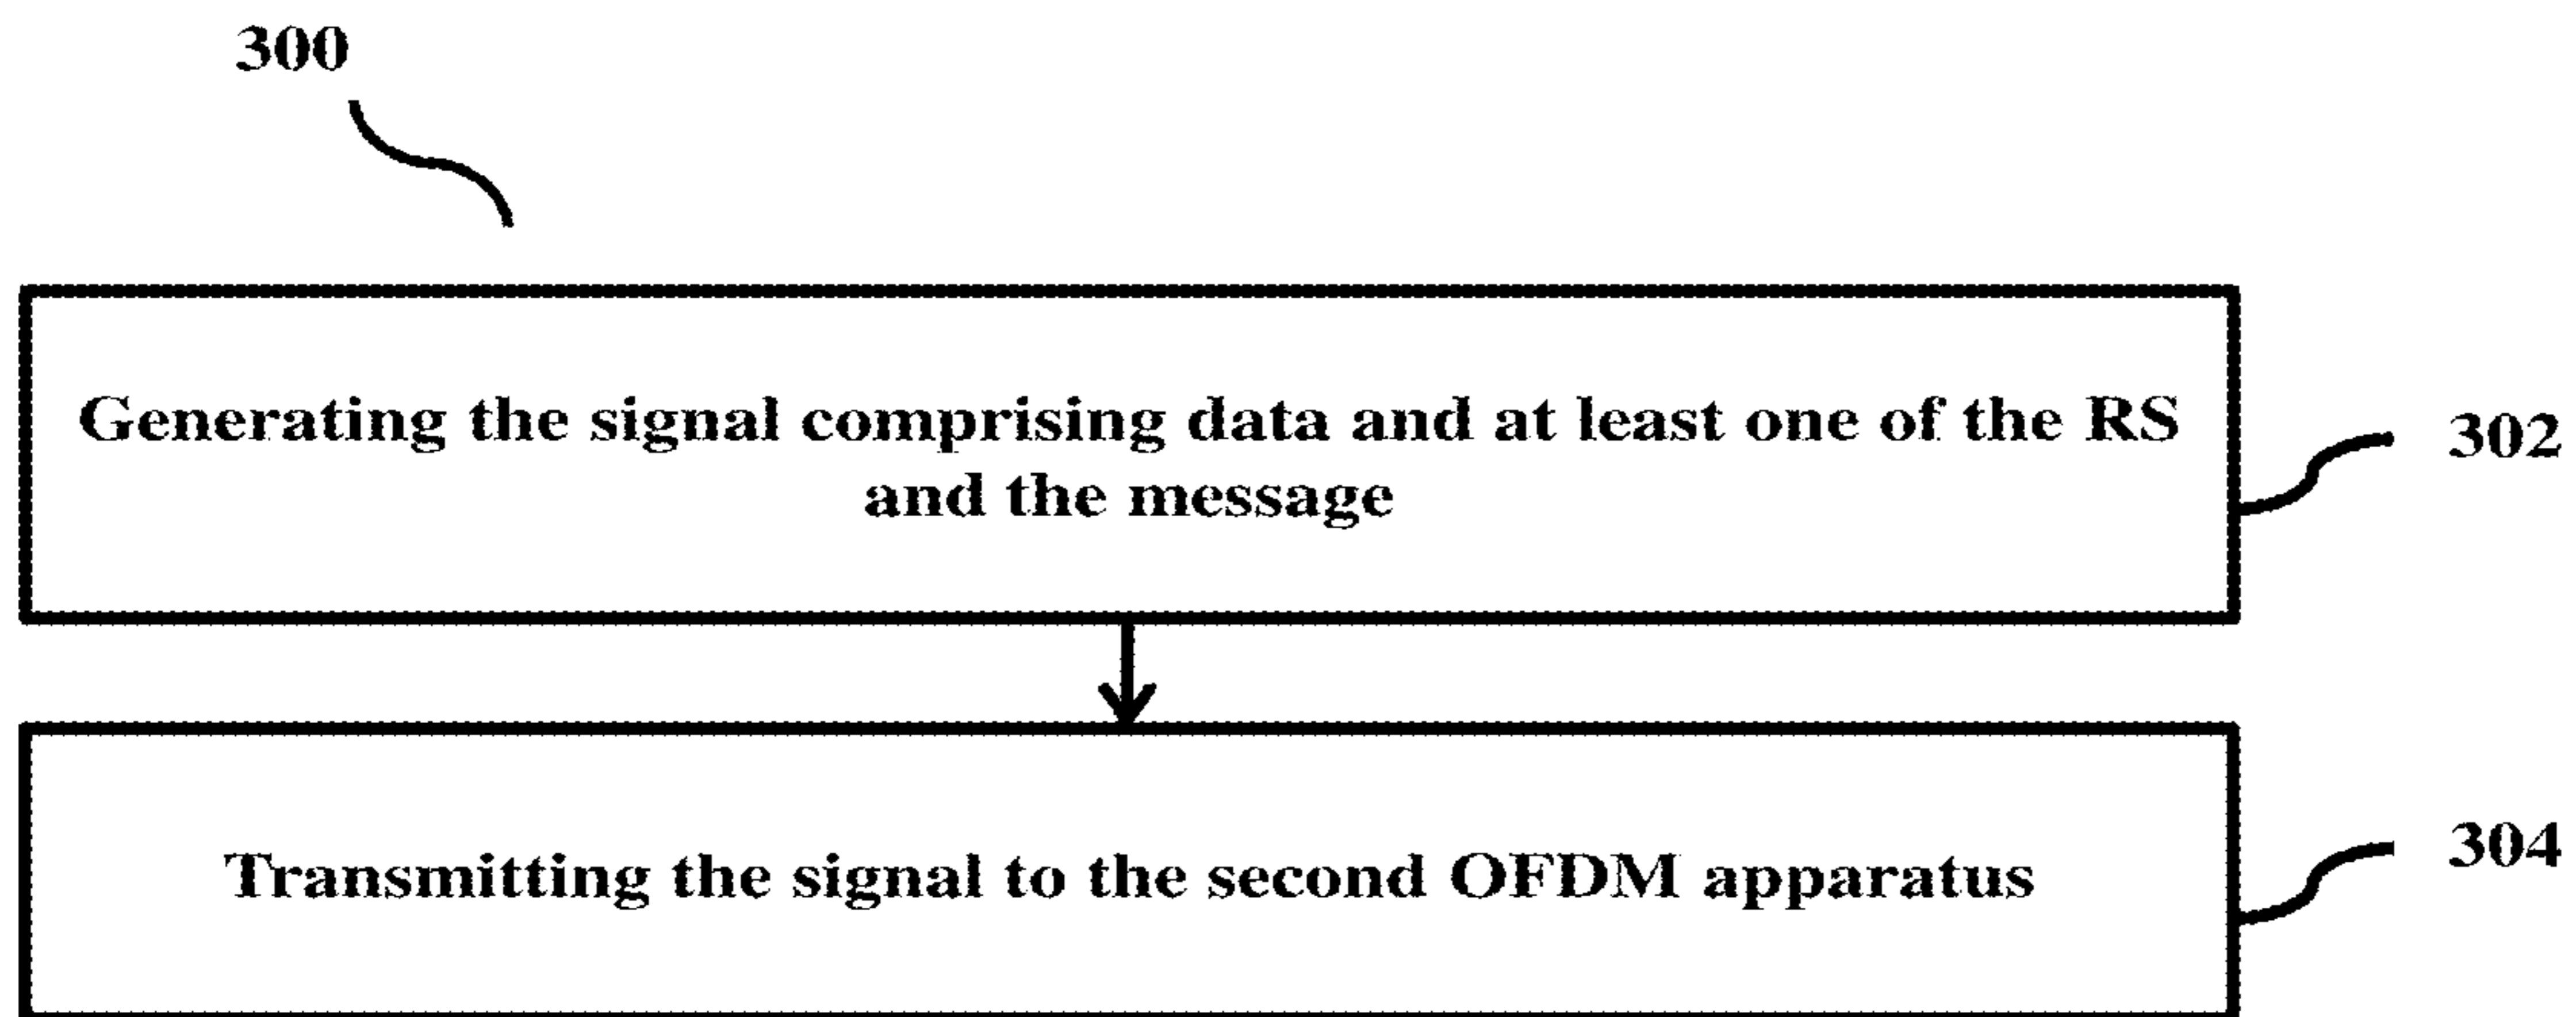 300
Generating the signal comprising data and at least one of the RS
and the message
302
Transmitting the signal to the second OFDM apparatus
304